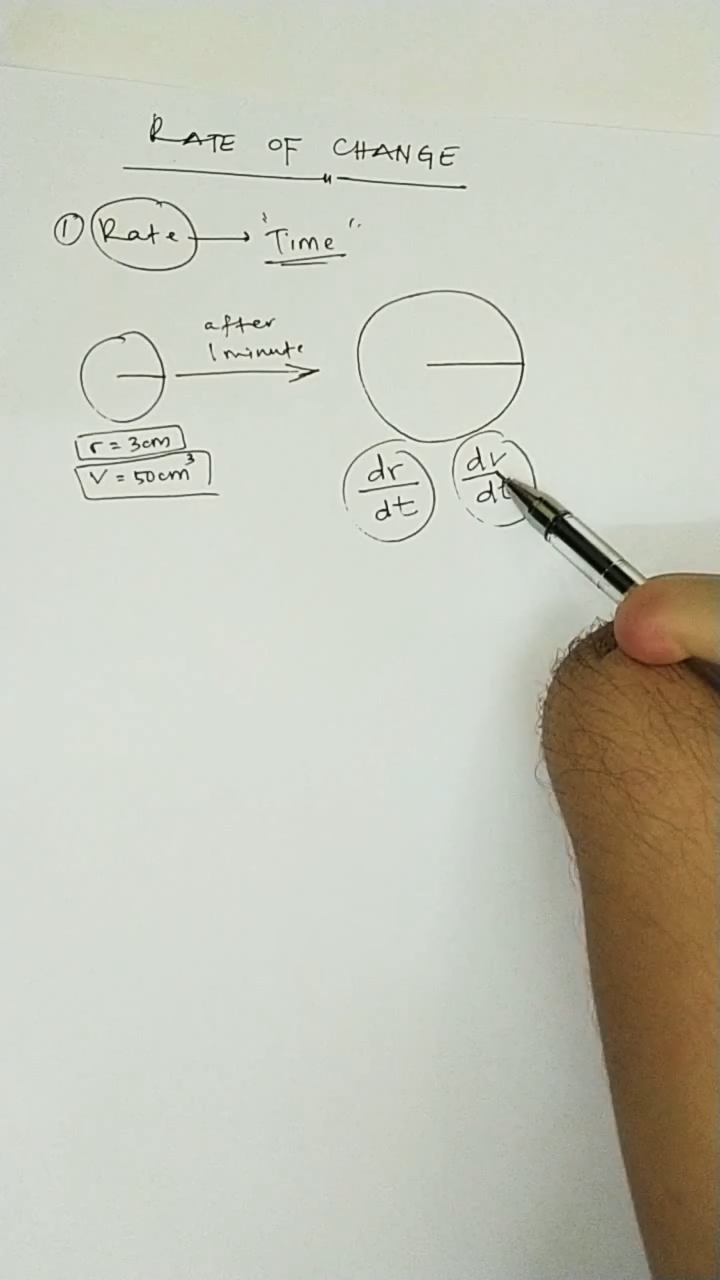 RATE OF CHANGE
① Rate → "Time"
after
1 minute
r = 3cm
V = 50cm³
dr/dt
dv/dt